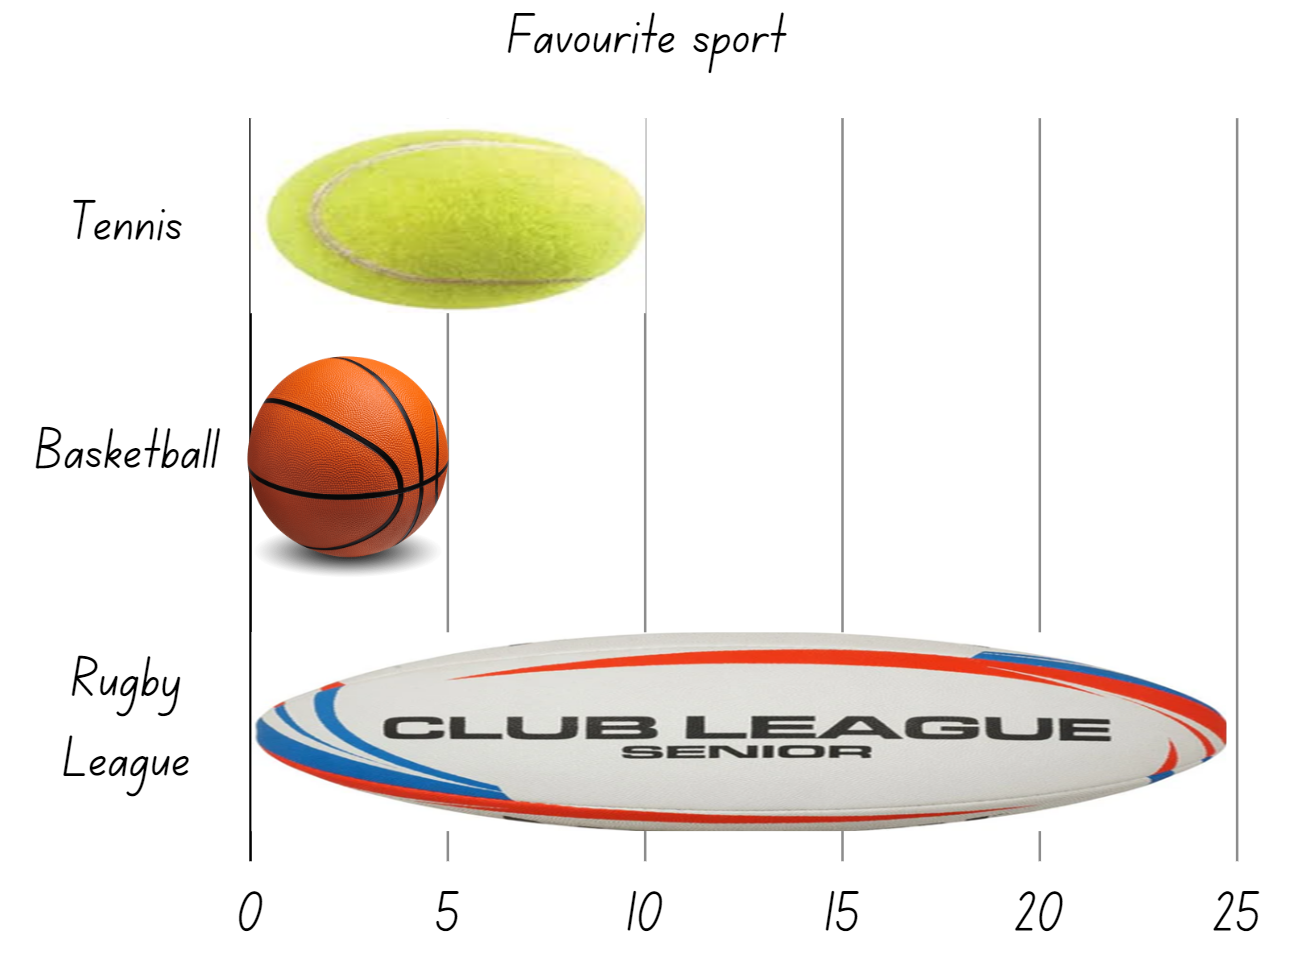 Favourite sport
Tennis
Basketball
Rugby
League
CLUB LEAGUE
SENIOR
0 5 10 15 20 25